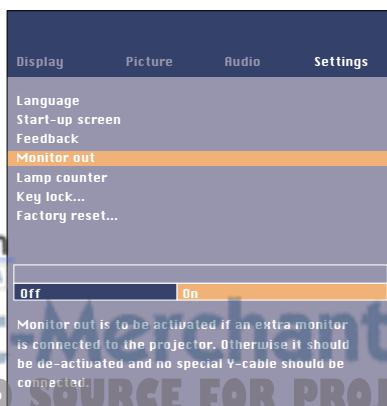 Display Picture Audio Settings
Language
Start-up screen
Feedback
Monitor out
Lamp counter
Key lock...
Factory reset...
Off On
Monitor out is to be activated if an extra monitor
is connected to the projector. Otherwise it should
be de-activated and no special Y-cable should be
connected.
Merchant
SOURCE FOR PROJ